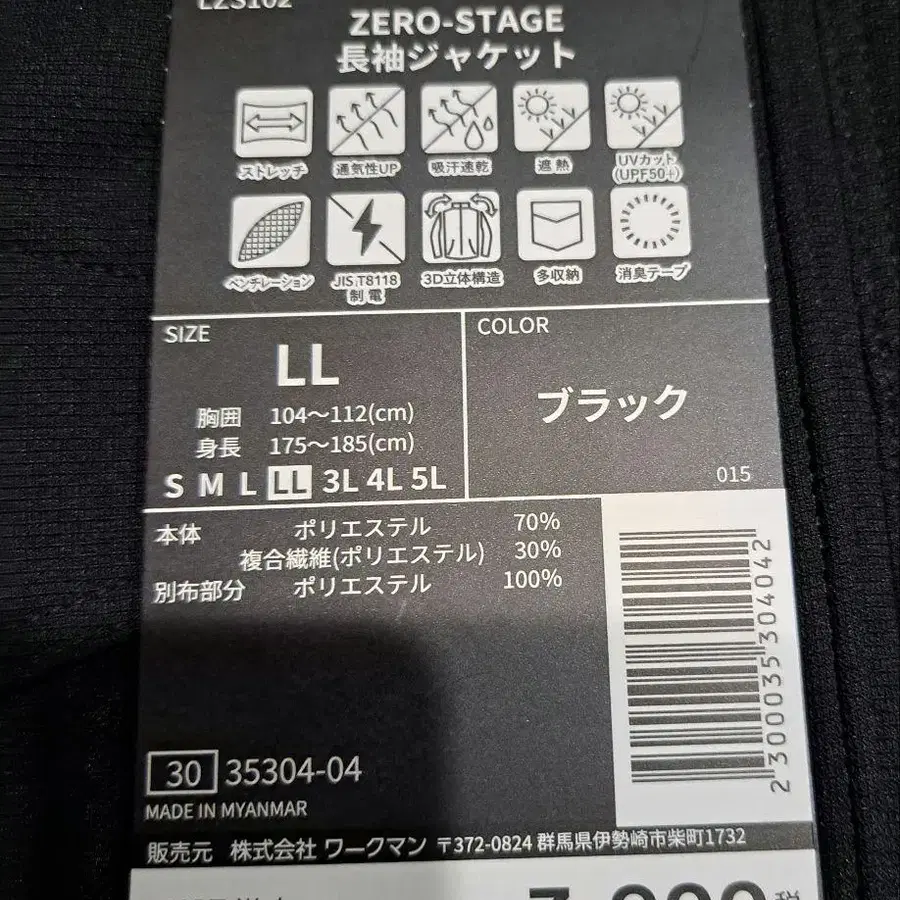 LZS102
ZERO-STAGE
長袖ジャケット
ストレッチ
通気性UP
吸汗速乾
遮熱
UVカット
(UPF50+)
ベンチレーション
JIS T8118
制電
3D立体構造
多収納
消臭テープ
SIZE
LL
胸囲 104～112(cm)
身長 175～185(cm)
S M L LL 3L 4L 5L
COLOR
ブラック
015
本体 ポリエステル 70%
複合繊維(ポリエステル) 30%
別布部分 ポリエステル 100%
2300035304042
30 35304-04
MADE IN MYANMAR
販売元 株式会社 ワークマン 〒372-0824 群馬県伊勢崎市柴町1732